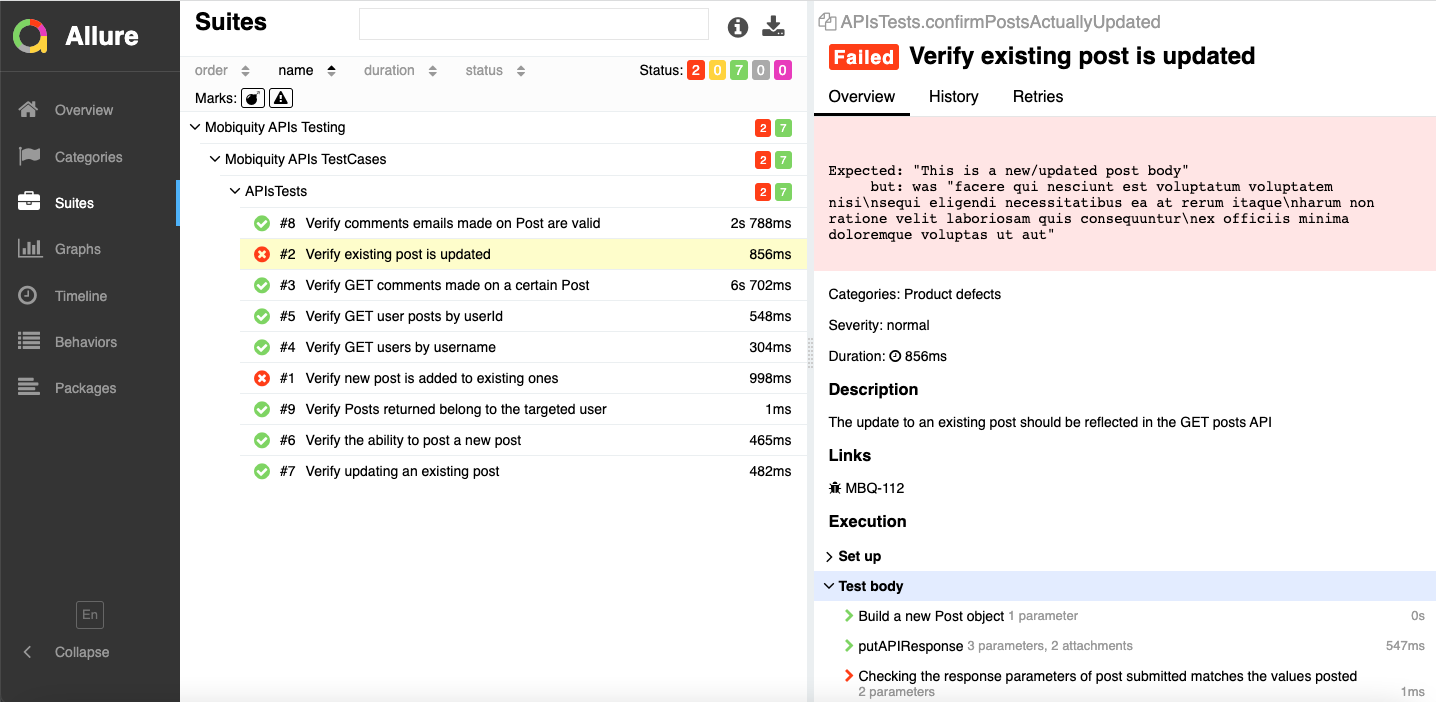 Allure
Overview
Categories
Suites
Graphs
Timeline
Behaviors
Packages
En
Collapse
Suites
order name duration status Status: 2 0 7 0 0
Marks:
Mobiquity APIs Testing 2 7
Mobiquity APIs TestCases 2 7
APIsTests 2 7
#8 Verify comments emails made on Post are valid 2s 788ms
#2 Verify existing post is updated 856ms
#3 Verify GET comments made on a certain Post 6s 702ms
#5 Verify GET user posts by userId 548ms
#4 Verify GET users by username 304ms
#1 Verify new post is added to existing ones 998ms
#9 Verify Posts returned belong to the targeted user 1ms
#6 Verify the ability to post a new post 465ms
#7 Verify updating an existing post 482ms
APIsTests.confirmPostsActuallyUpdated
Failed Verify existing post is updated
Overview History Retries
Expected: "This is a new/updated post body"
but: was "facere qui nesciunt est voluptatum voluptatem
nisi\nsequi eligendi necessitatibus ea at rerum itaque\nharum non
ratione velit laboriosam quis consequuntur\nex officiis minima
doloremque voluptas ut aut"
Categories: Product defects
Severity: normal
Duration: 856ms
Description
The update to an existing post should be reflected in the GET posts API
Links
MBQ-112
Execution
Set up
Test body
Build a new Post object 1 parameter 0s
putAPIResponse 3 parameters, 2 attachments 547ms
Checking the response parameters of post submitted matches the values posted
2 parameters 1ms